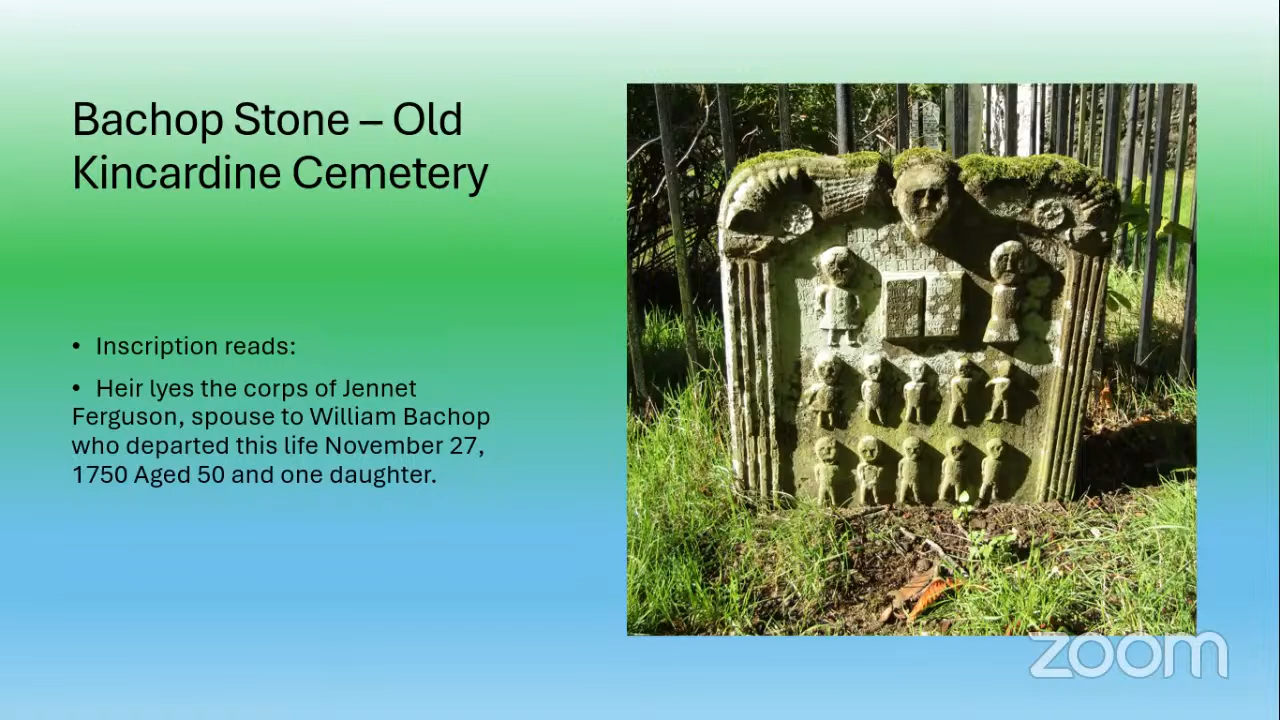 Bachop Stone – Old
Kincardine Cemetery
• Inscription reads:
• Heir lyes the corps of Jennet
Ferguson, spouse to William Bachop
who departed this life November 27,
1750 Aged 50 and one daughter.
zoom